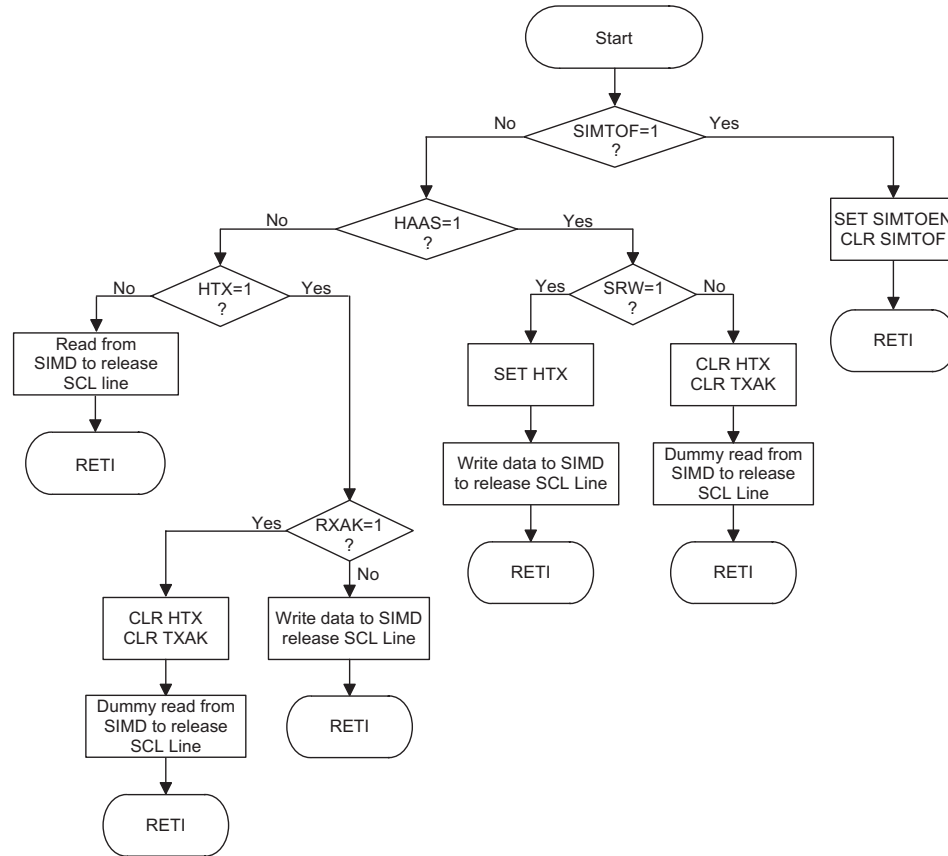 Start
SIMTOF=1
?
No
Yes
SET SIMTOEN
CLR SIMTOF
RETI
HAAS=1
?
No
Yes
HTX=1
?
No
Yes
SRW=1
?
Yes
No
Read from
SIMD to release
SCL line
RETI
SET HTX
Write data to SIMD
to release SCL Line
RETI
CLR HTX
CLR TXAK
Dummy read from
SIMD to release
SCL Line
RETI
RXAK=1
?
Yes
No
CLR HTX
CLR TXAK
Dummy read from
SIMD to release
SCL Line
RETI
Write data to SIMD
release SCL Line
RETI